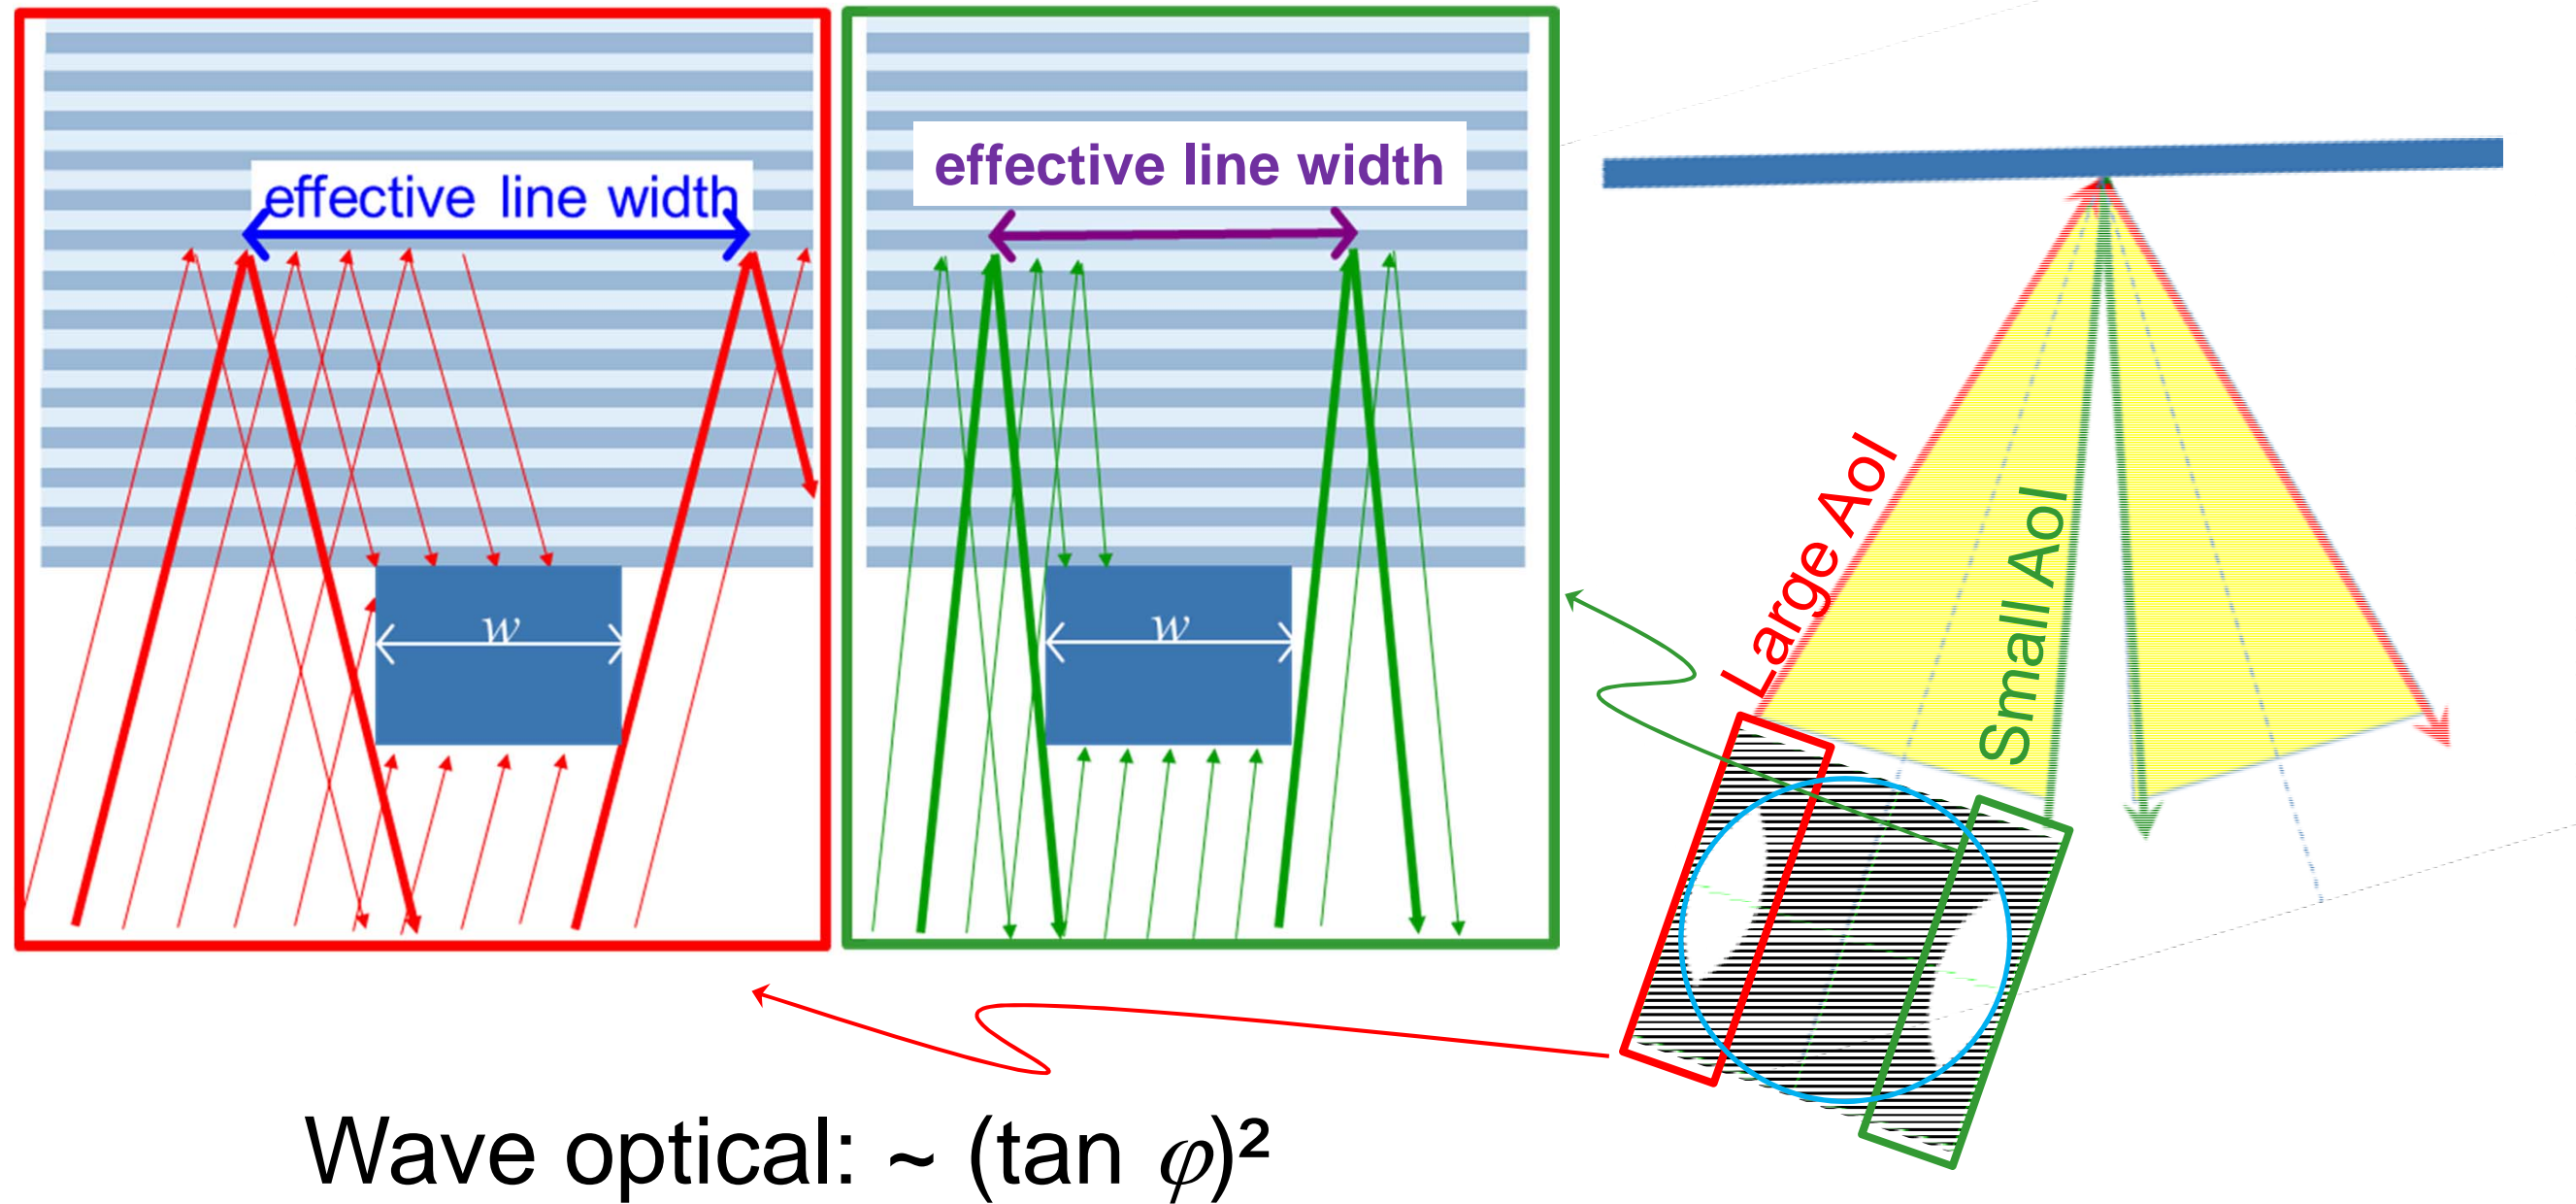 effective line width
effective line width
w
w
Large AoI
Small AoI
Wave optical: ~ (tan φ)²